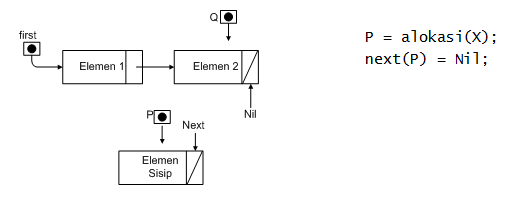 Q
first
Elemen 1
Elemen 2
Nil
P
Next
Elemen
Sisip
P = alokasi(X);
next(P) = Nil;